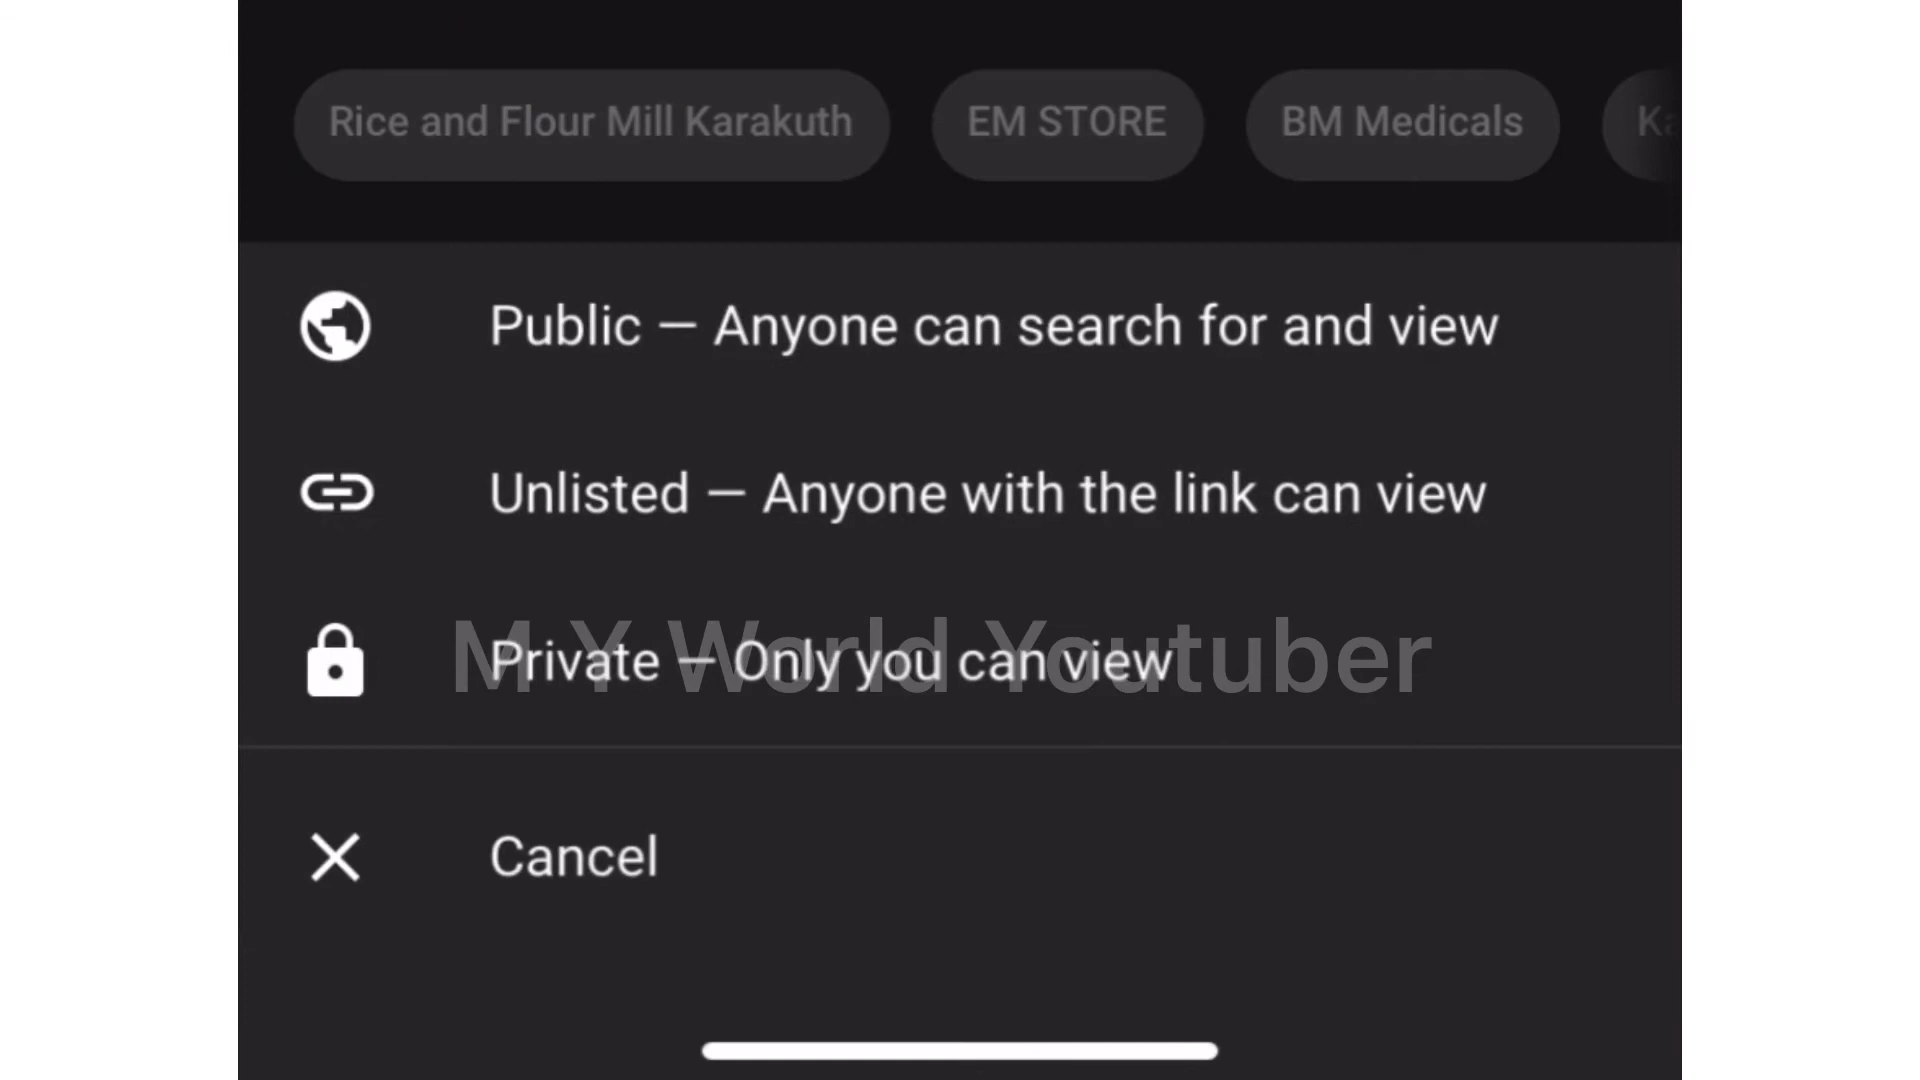 Rice and Flour Mill Karakuth
EM STORE
BM Medicals
Public — Anyone can search for and view
Unlisted — Anyone with the link can view
Private — Only you can view
M Y World Youtuber
Cancel